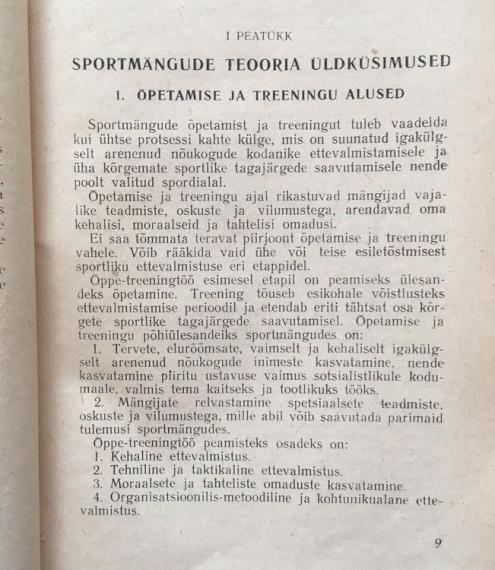 I PEATÜKK
SPORTMÄNGUDE TEOORIA ÜLDKÜSIMUSED
1. ÕPETAMISE JA TREENINGU ALUSED
Sportmängude õpetamist ja treeningut tuleb vaadelda
kui ühtse protsessi kahte külge, mis on suunatud igakülg-
selt arenenud nõukogude kodanike ettevalmistamisele ja
üha kõrgemate sportlike tagajärgede saavutamisele nende
poolt valitud spordialal.
Õpetamise ja treeningu ajal rikastuvad mängijad vaja-
like teadmiste, oskuste ja vilumustega, arendavad oma
kehalisi, moraalseid ja tahtelisi omadusi.
Ei saa tõmmata teravat piirjoont õpetamise ja treeningu
vahele. Võib rääkida vaid ühe või teise esiletõstmisest
sportliku ettevalmistuse eri etappidel.
Õppe-treeningtöö esimesel etapil on peamiseks ülesan-
deks õpetamine. Treening tõuseb esikohale võistlusteks
ettevalmistamise perioodil ja etendab eriti tähtsat osa kõr-
gete sportlike tagajärgede saavutamisel. Õpetamise ja
treeningu põhiülesandeiks sportmängudes on:
1. Tervete, elurõõmsate, vaimselt ja kehaliselt igakülg-
selt arenenud nõukogude inimeste kasvatamine, nende
kasvatamine piiritu ustavuse vaimus sotsialistlikule kodu-
maale, valmis tema kaitseks ja tootlikuks tööks.
2. Mängijate relvastamine spetsiaalsete teadmiste,
oskuste ja vilumustega, mille abil võib saavutada parimaid
tulemusi sportmängudes.
Õppe-treeningtöö peamisteks osadeks on:
1. Kehaline ettevalmistus.
2. Tehniline ja taktikaline ettevalmistus.
3. Moraalsete ja tahteliste omaduste kasvatamine.
4. Organisatsioonilis-metoodiline ja kohtunikualane ette-
valmistus.
9